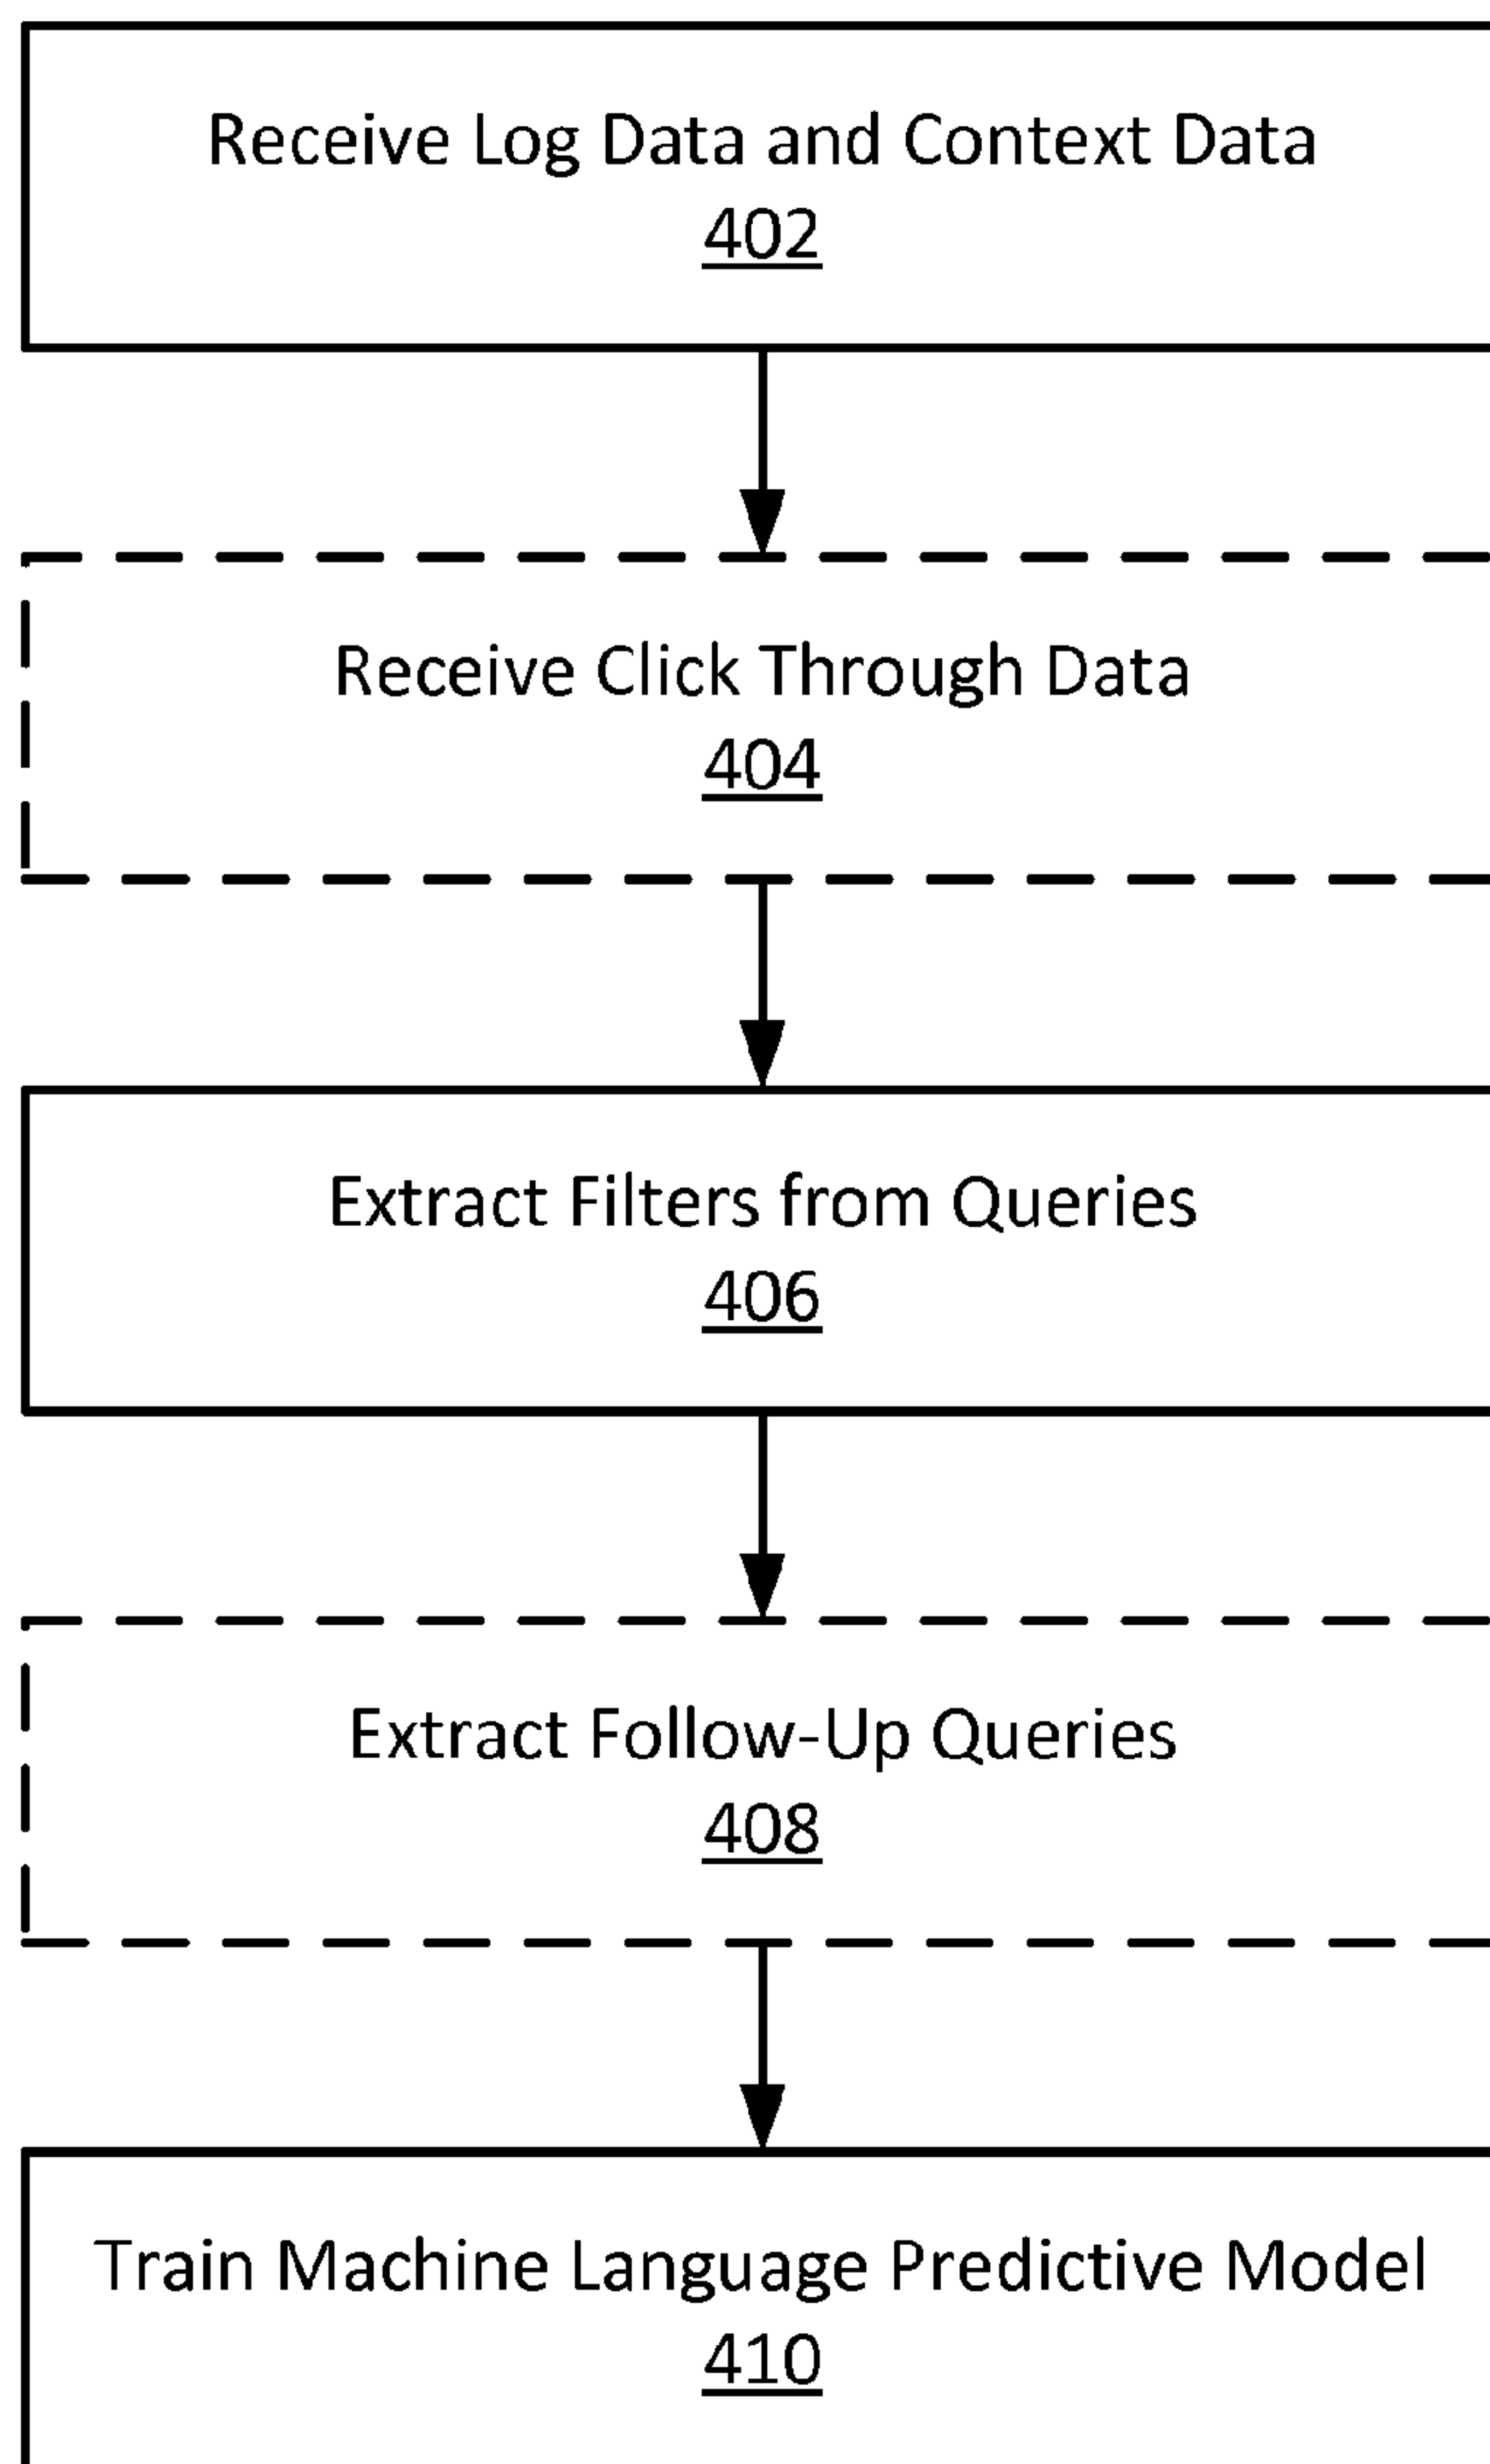 Receive Log Data and Context Data
402
Receive Click Through Data
404
Extract Filters from Queries
406
Extract Follow-Up Queries
408
Train Machine Language Predictive Model
410